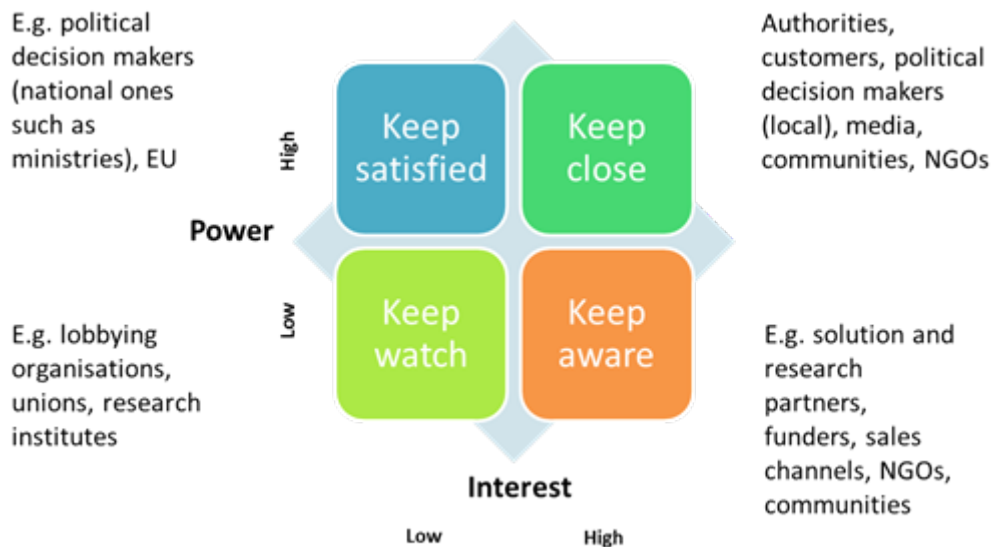 E.g. political
decision makers
(national ones
such as
ministries), EU
Authorities,
customers, political
decision makers
(local), media,
communities, NGOs
High
Keep
satisfied
Keep
close
Power
Low
Keep
watch
Keep
aware
E.g. lobbying
organisations,
unions, research
institutes
E.g. solution and
research
partners,
funders, sales
channels, NGOs,
communities
Interest
Low
High